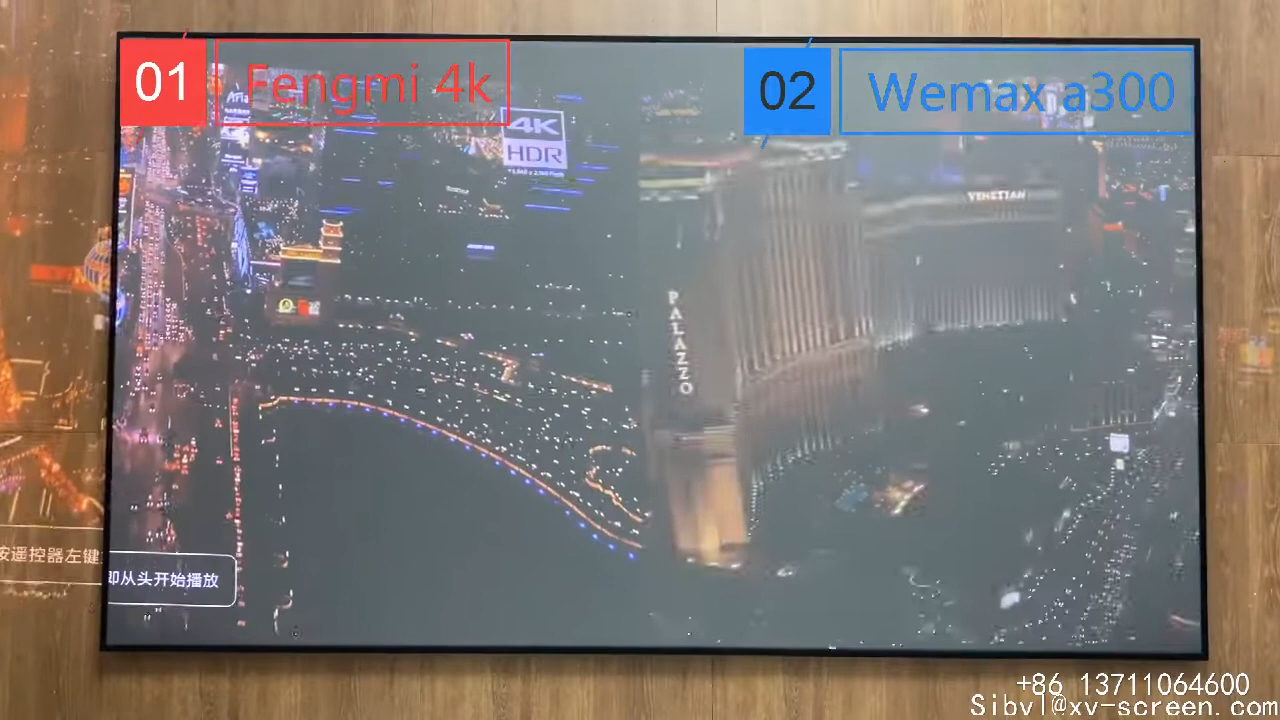 01
Fengmi 4k
02
Wemax a300
4K
HDR
VENETIAN
PALAZZO
按遥控器左键
即从头开始播放
+86 13711064600
Sibyl@xy-screen.com